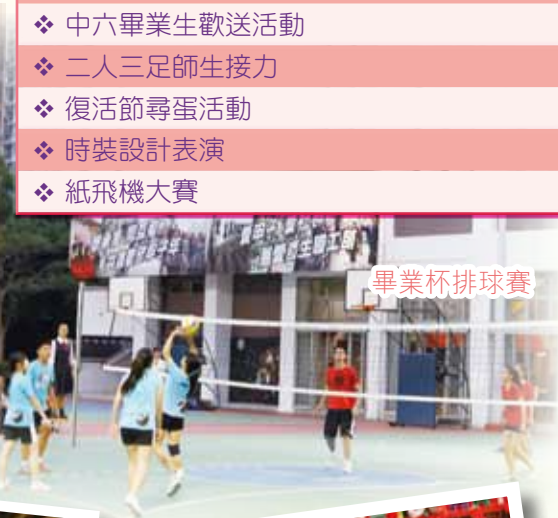 ❖ 中六畢業生歡送活動
❖ 二人三足師生接力
❖ 復活節尋蛋活動
❖ 時裝設計表演
❖ 紙飛機大賽
畢業杯排球賽